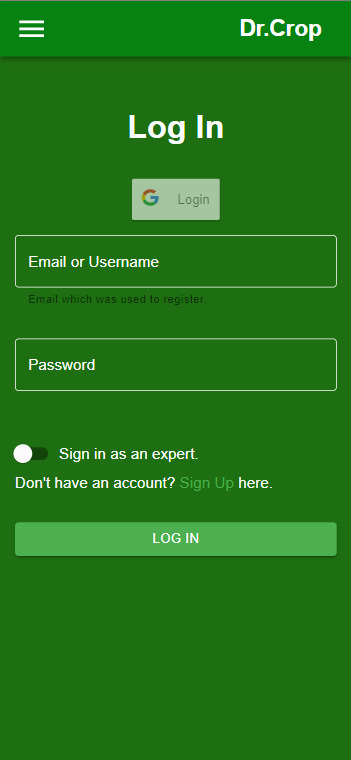 Dr.Crop
Log In
Login
Email or Username
Email which was used to register.
Password
Sign in as an expert.
Don't have an account? Sign Up here.
LOG IN